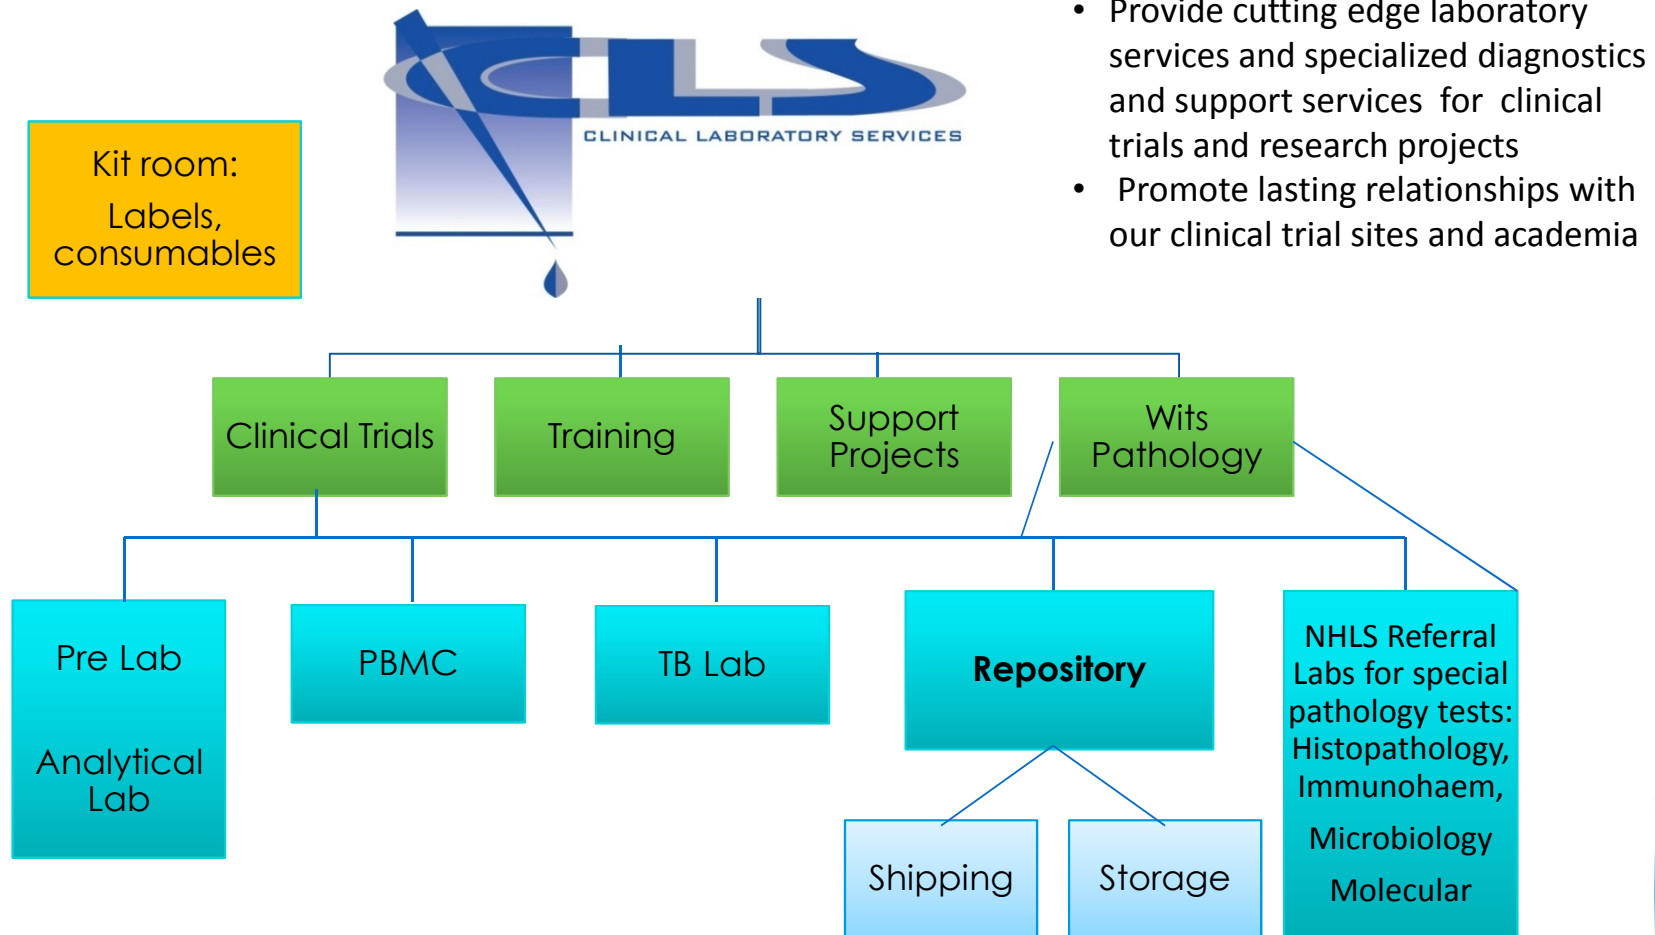 • Provide cutting edge laboratory
services and specialized diagnostics
and support services for clinical
trials and research projects
• Promote lasting relationships with
our clinical trial sites and academia
CLS
CLINICAL LABORATORY SERVICES
Kit room:
Labels,
consumables
Clinical Trials
Training
Support
Projects
Wits
Pathology
Pre Lab
Analytical
Lab
PBMC
TB Lab
Repository
NHLS Referral
Labs for special
pathology tests:
Histopathology,
Immunohaem,
Microbiology
Molecular
Shipping
Storage